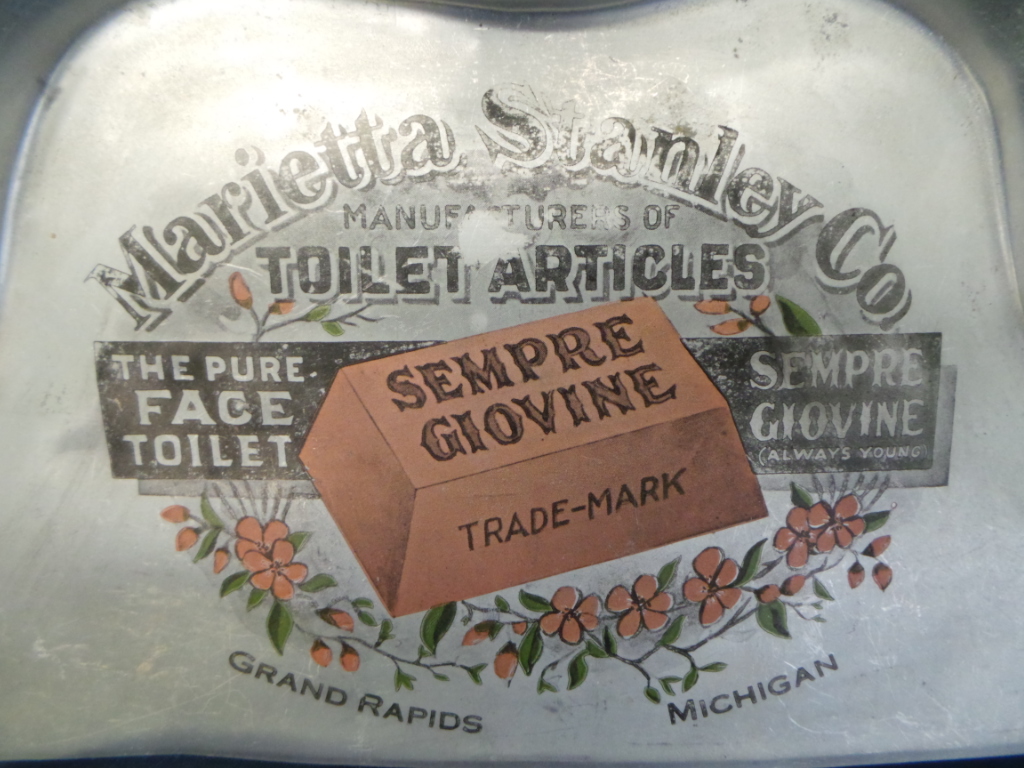 Marietta Stanley Co
MANUFACTURERS OF
TOILET ARTICLES
THE PURE
FACE
TOILET
SEMPRE
GIOVINE
TRADE-MARK
SEMPRE
GIOVINE
(ALWAYS YOUNG
GRAND RAPIDS
MICHIGAN